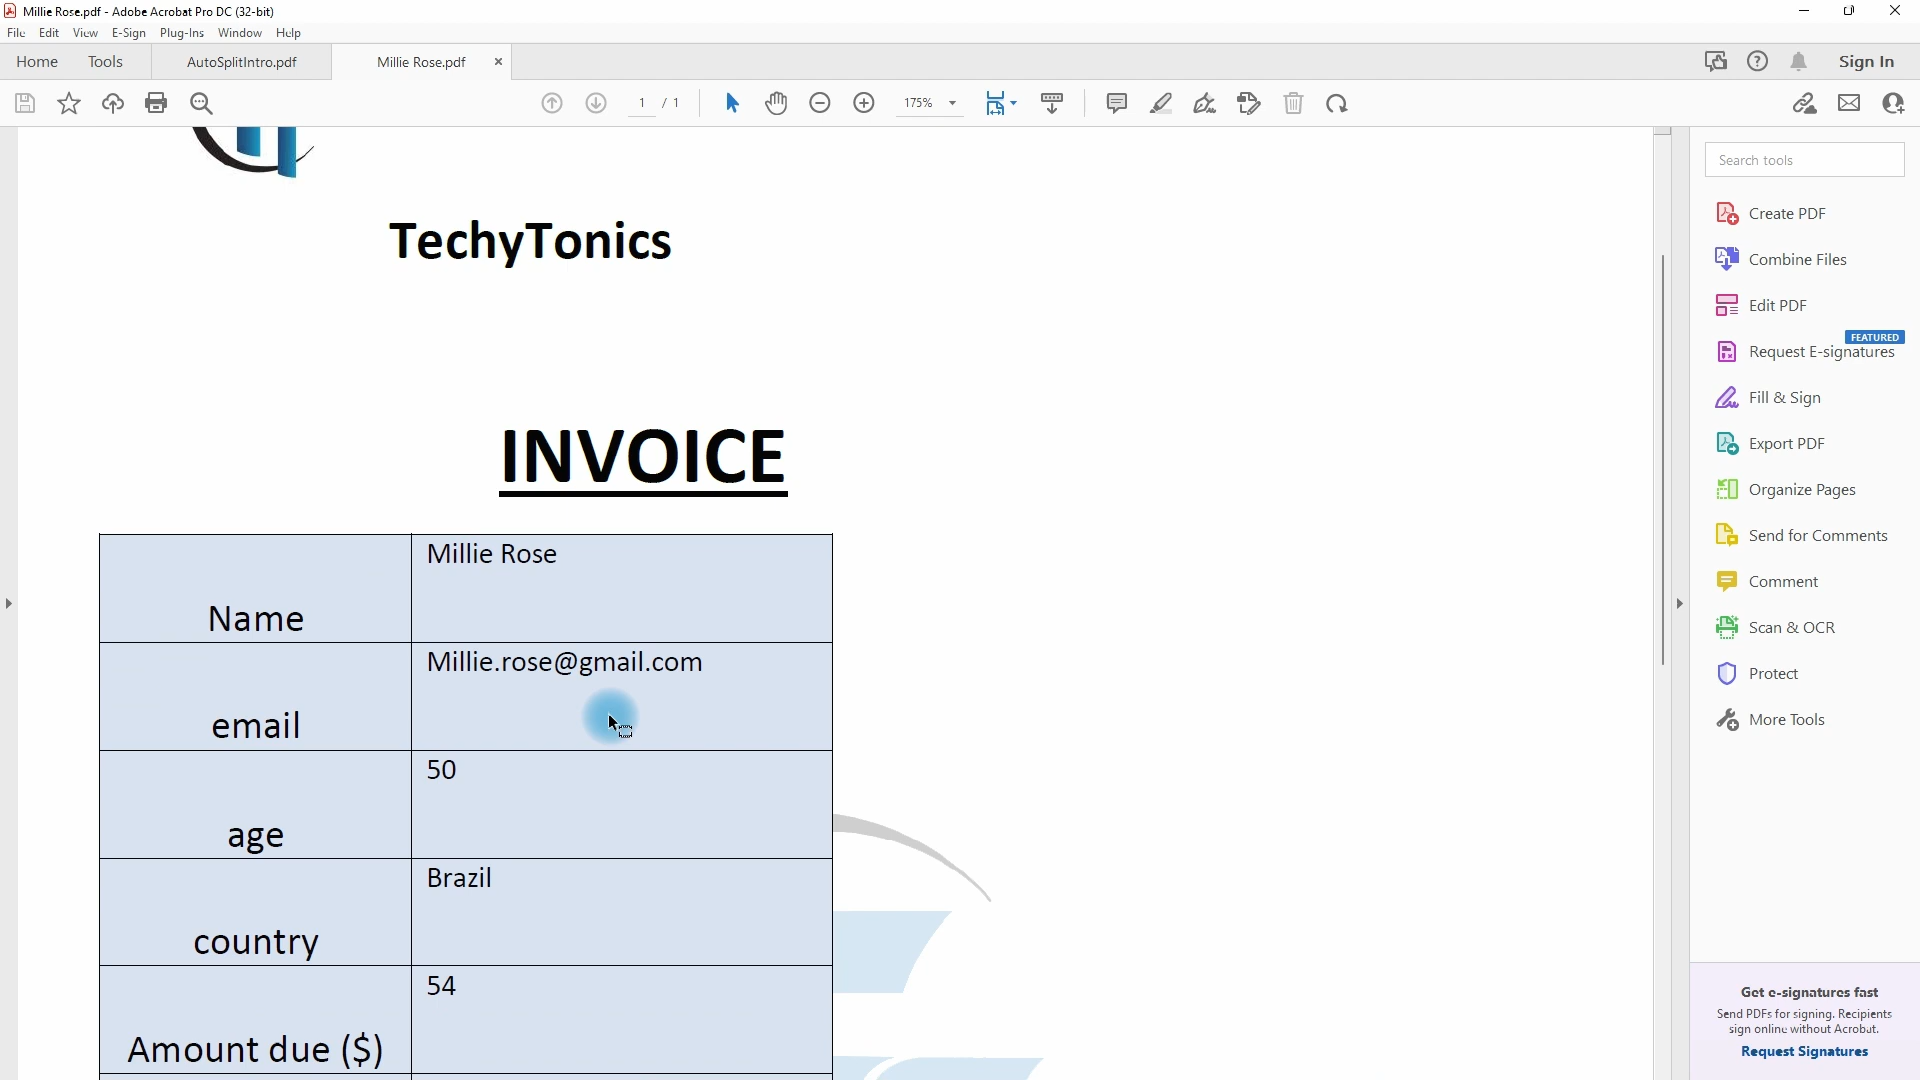 Millie Rose.pdf - Adobe Acrobat Pro DC (32-bit)
File Edit View E-Sign Plug-Ins Window Help
Home Tools AutoSplitIntro.pdf Millie Rose.pdf × Sign In
1 / 1 175%
TechyTonics
INVOICE
Name Millie Rose
email Millie.rose@gmail.com
age 50
country Brazil
Amount due ($) 54
Search tools
Create PDF
Combine Files
Edit PDF
FEATURED
Request E-signatures
Fill & Sign
Export PDF
Organize Pages
Send for Comments
Comment
Scan & OCR
Protect
More Tools
Get e-signatures fast
Send PDFs for signing. Recipients
sign online without Acrobat.
Request Signatures